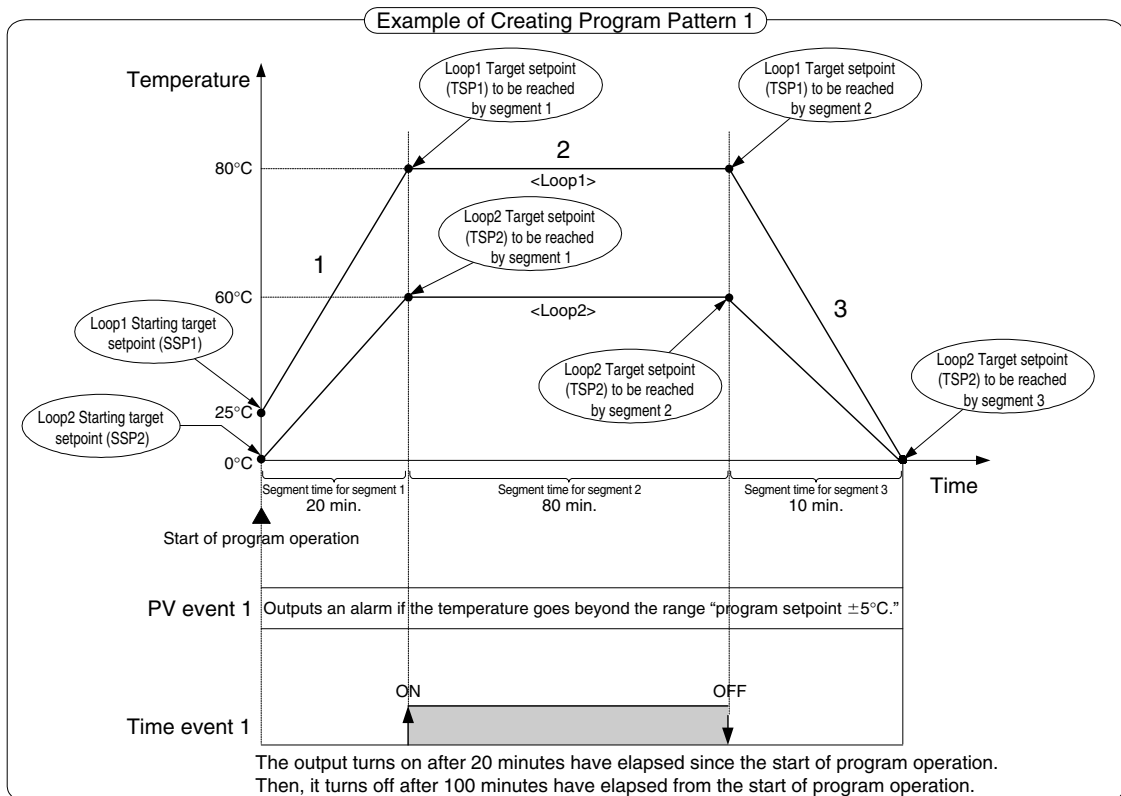 Example of Creating Program Pattern 1
Temperature
Loop1 Target setpoint
(TSP1) to be reached
by segment 1
Loop1 Target setpoint
(TSP1) to be reached
by segment 2
2
80°C
<Loop1>
Loop2 Target setpoint
(TSP2) to be reached
by segment 1
1
60°C
<Loop2>
3
Loop1 Starting target
setpoint (SSP1)
Loop2 Target setpoint
(TSP2) to be reached
by segment 2
Loop2 Target setpoint
(TSP2) to be reached
by segment 3
25°C
Loop2 Starting target
setpoint (SSP2)
0°C
Time
Segment time for segment 1
20 min.
Segment time for segment 2
80 min.
Segment time for segment 3
10 min.
Start of program operation
PV event 1
Outputs an alarm if the temperature goes beyond the range “program setpoint ±5°C.”
ON
OFF
Time event 1
The output turns on after 20 minutes have elapsed since the start of program operation.
Then, it turns off after 100 minutes have elapsed from the start of program operation.